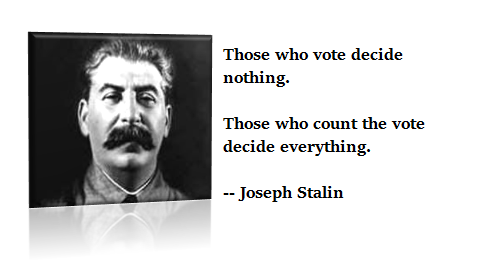 Those who vote decide
nothing.
Those who count the vote
decide everything.
-- Joseph Stalin